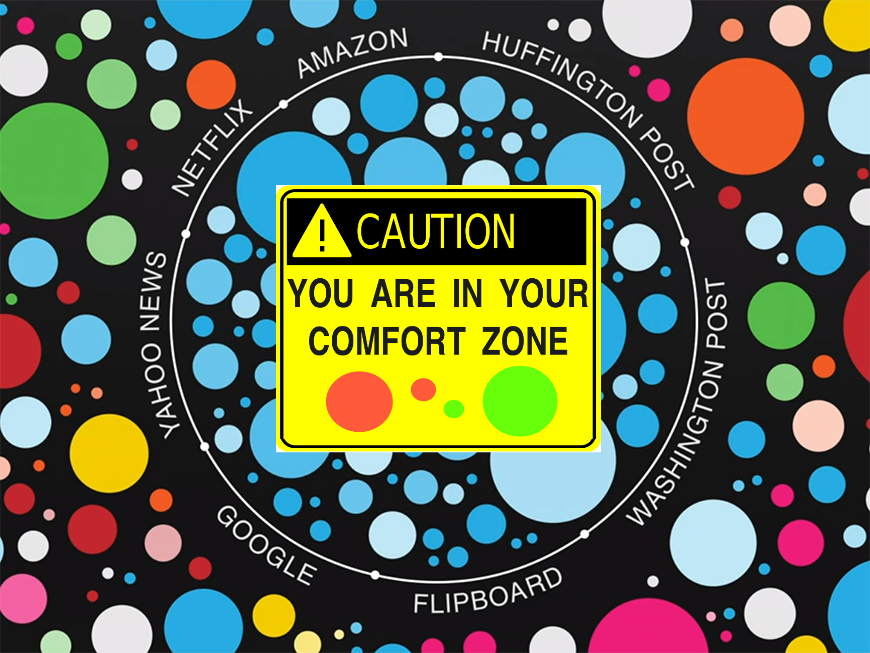 AMAZON
HUFFINGTON POST
NETFLIX
CAUTION
YOU ARE IN YOUR
COMFORT ZONE
YAHOO NEWS
WASHINGTON POST
GOOGLE
FLIPBOARD